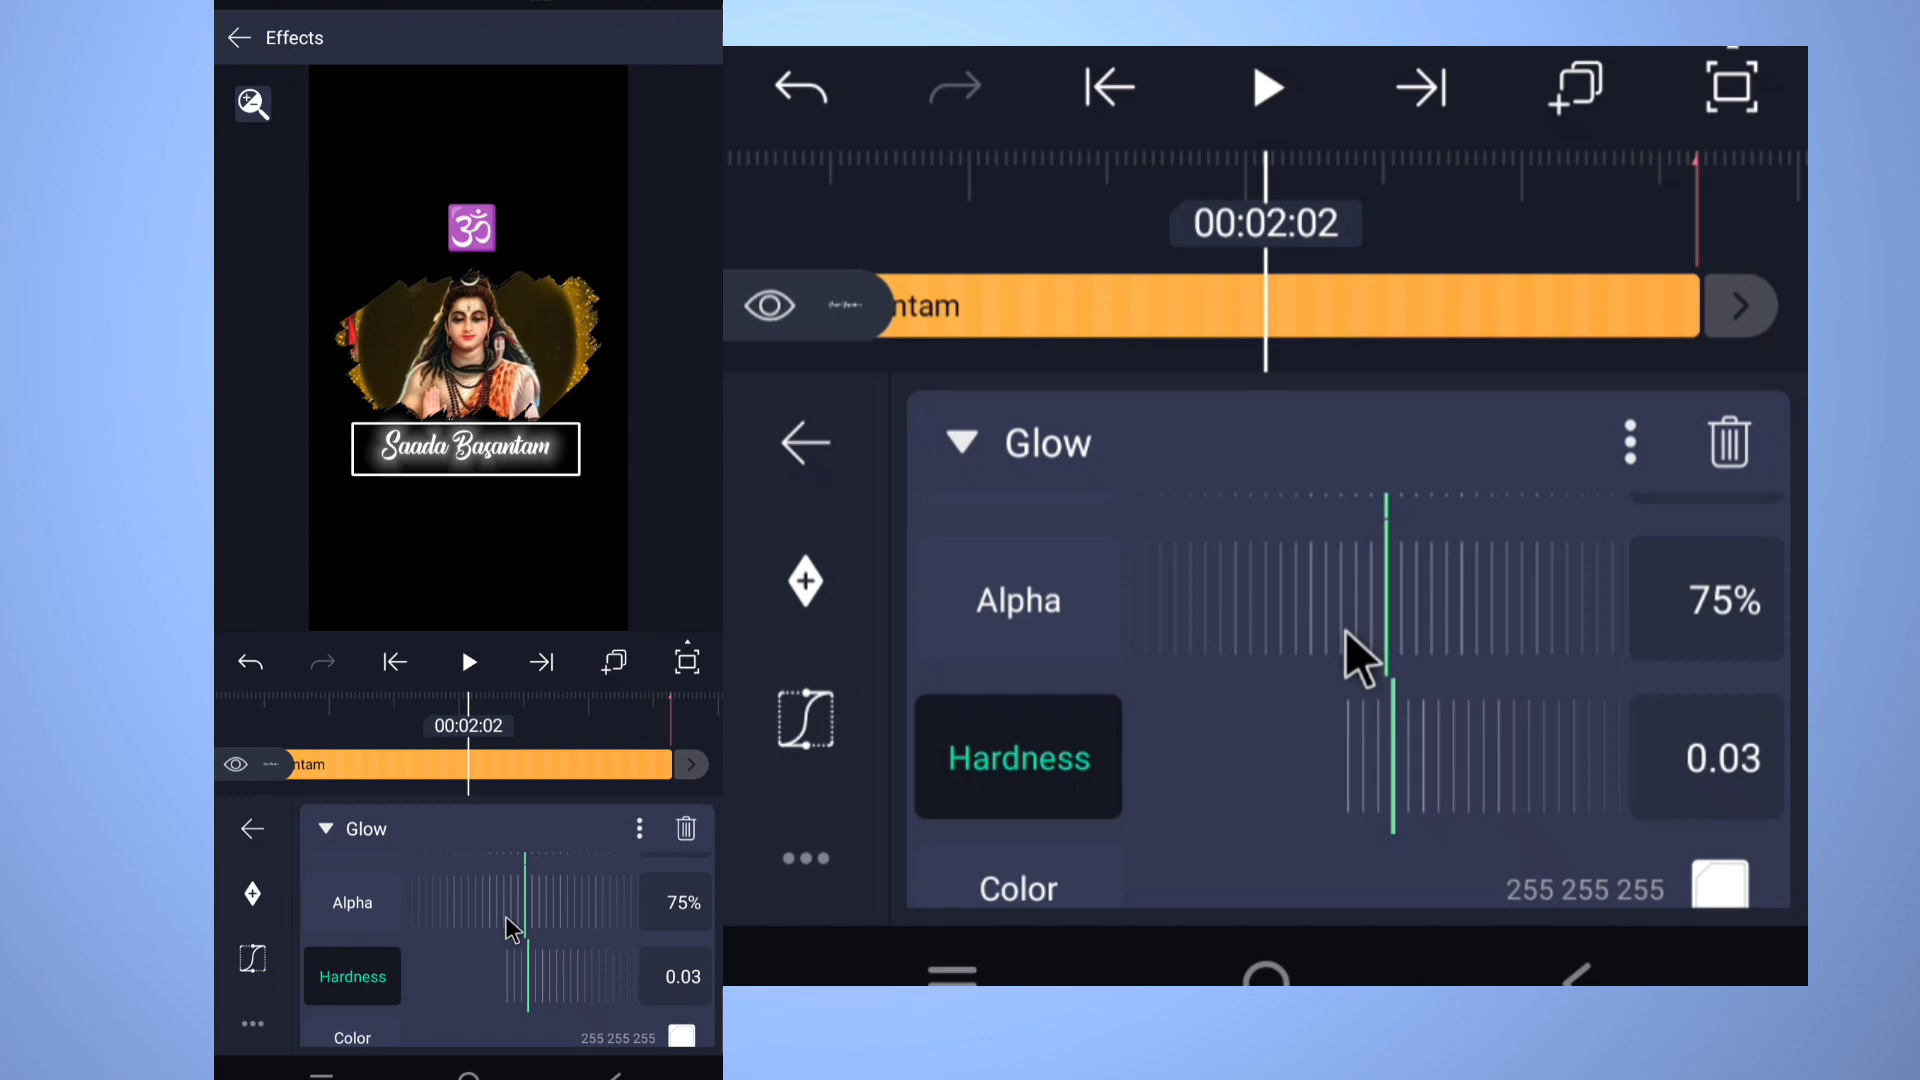 Effects
ॐ
Saada Basantam
00:02:02
ntam
Glow
Alpha
75%
Hardness
0.03
Color
255 255 255
00:02:02
ntam
Glow
Alpha
75%
Hardness
0.03
Color
255 255 255